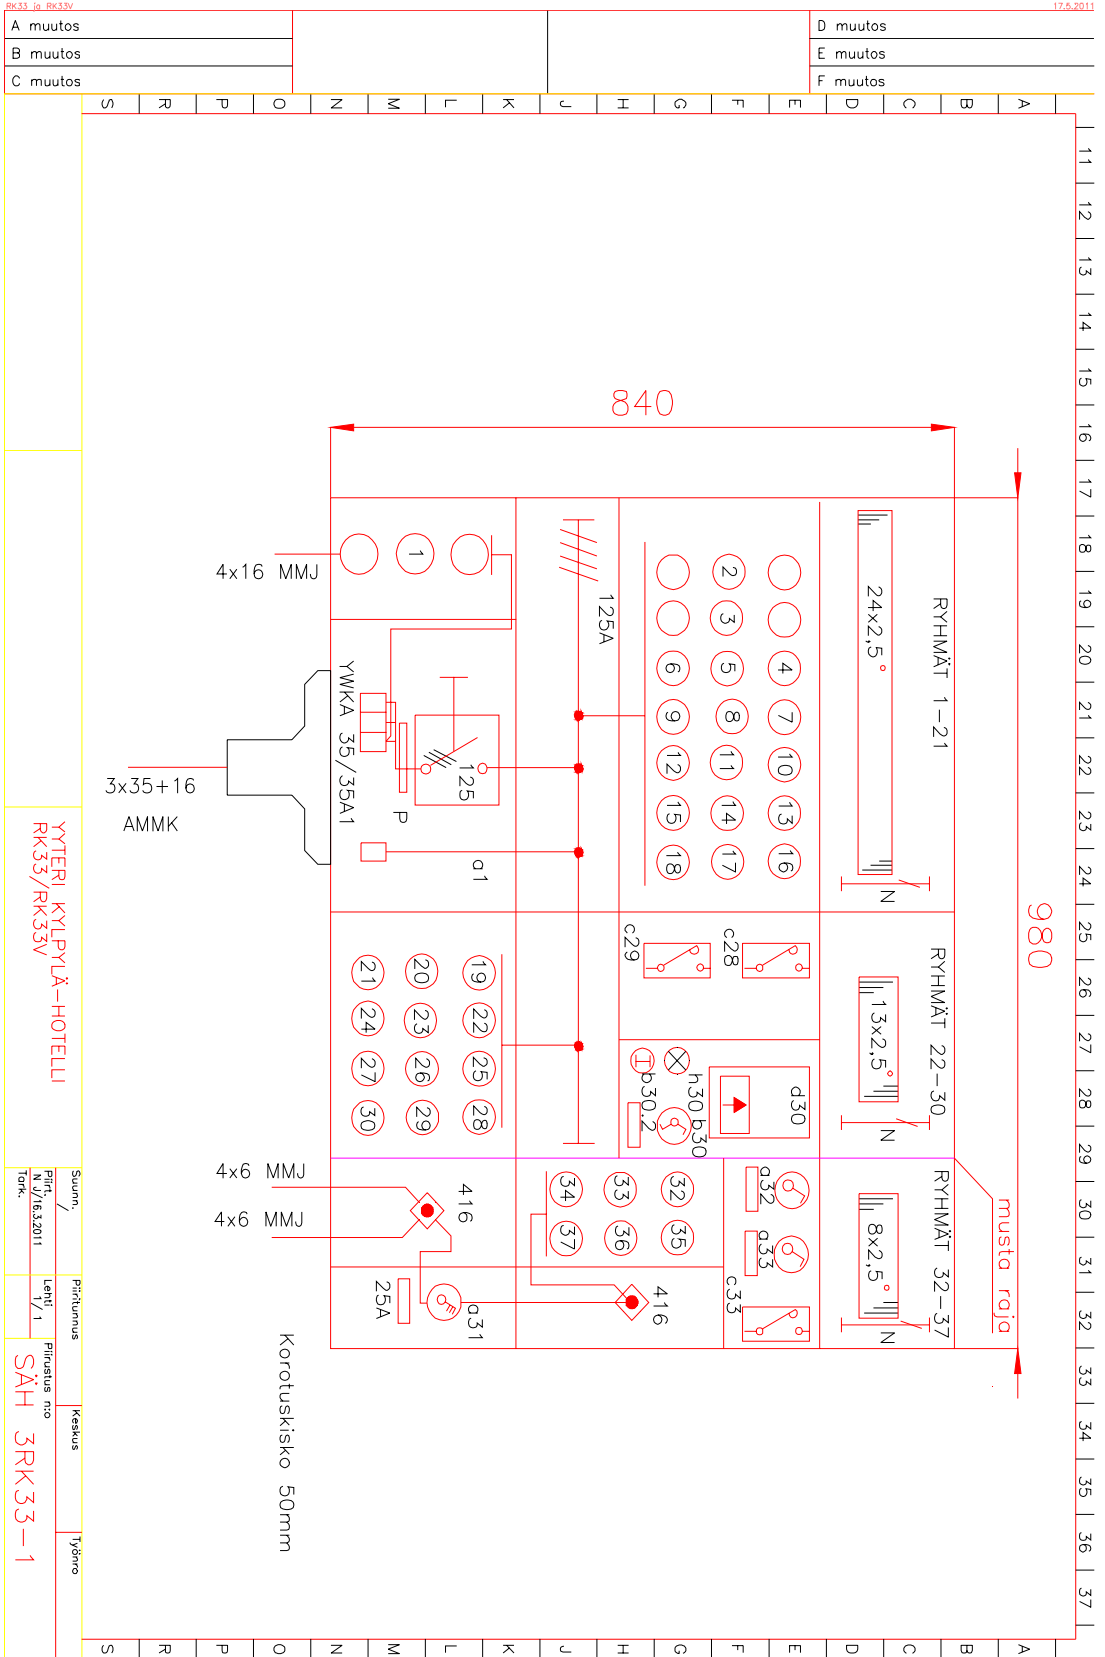 RK33 ja RK33V
17.5.2011
A muutos
B muutos
C muutos
D muutos
E muutos
F muutos
S R P O N M L K J H G F E D C B A
11
12
13
14
15
16
17
18
19
20
21
22
23
24
25
26
27
28
29
30
31
32
33
34
35
36
37
840
980
RYHMÄT 1-21
24x2,5°
N
RYHMÄT 22-30
13x2,5°
N
RYHMÄT 32-37
8x2,5°
N
musta raja
2
3
4
5
6
7
8
9
10
11
12
13
14
15
16
17
18
c28
c29
d30
h30
b30
b30.2
a32
a33
c33
125A
32
33
34
35
36
37
416
1
4x16 MMJ
125
YWKA 35/35A1
P
a1
3x35+16
AMMK
19
20
21
22
23
24
25
26
27
28
29
30
4x6 MMJ
4x6 MMJ
416
a31
25A
Korotuskisko 50mm
YYTERI KYLPYLÄ-HOTELLI
RK33/RK33V
Suunn.
/
Piirt.
N J/16.3.2011
Tark.
Piiritunnus
Lehti
1/1
Keskus
Työnro
Piirustus n:o
SÄH 3RK33-1
S R P O N M L K J H G F E D C B A